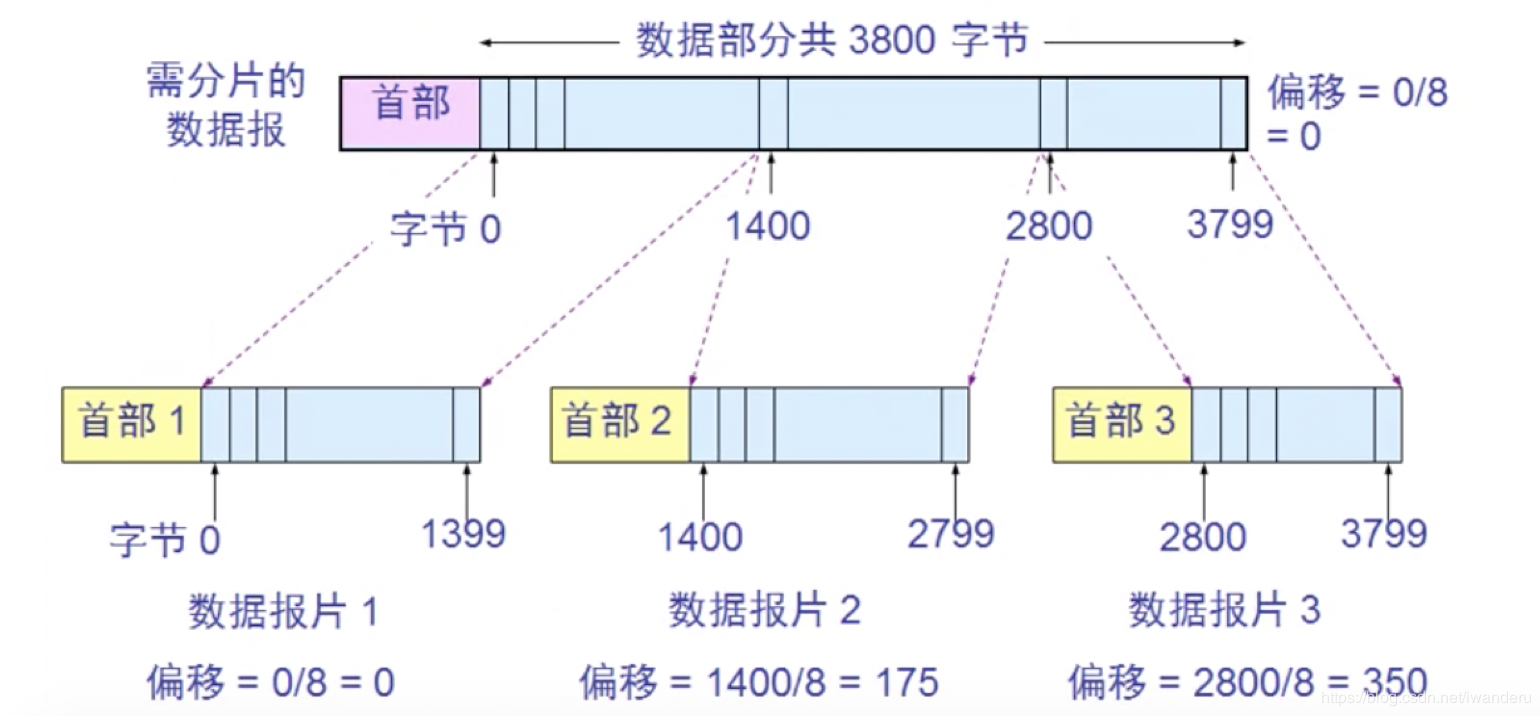 数据部分共 3800 字节
需分片的
数据报
首部
偏移 = 0/8
= 0
字节 0
1400
2800
3799
首部 1
首部 2
首部 3
字节 0
1399
1400
2799
2800
3799
数据报片 1
数据报片 2
数据报片 3
偏移 = 0/8 = 0
偏移 = 1400/8 = 175
偏移 = 2800/8 = 350
https://blog.csdn.net/iwanderu